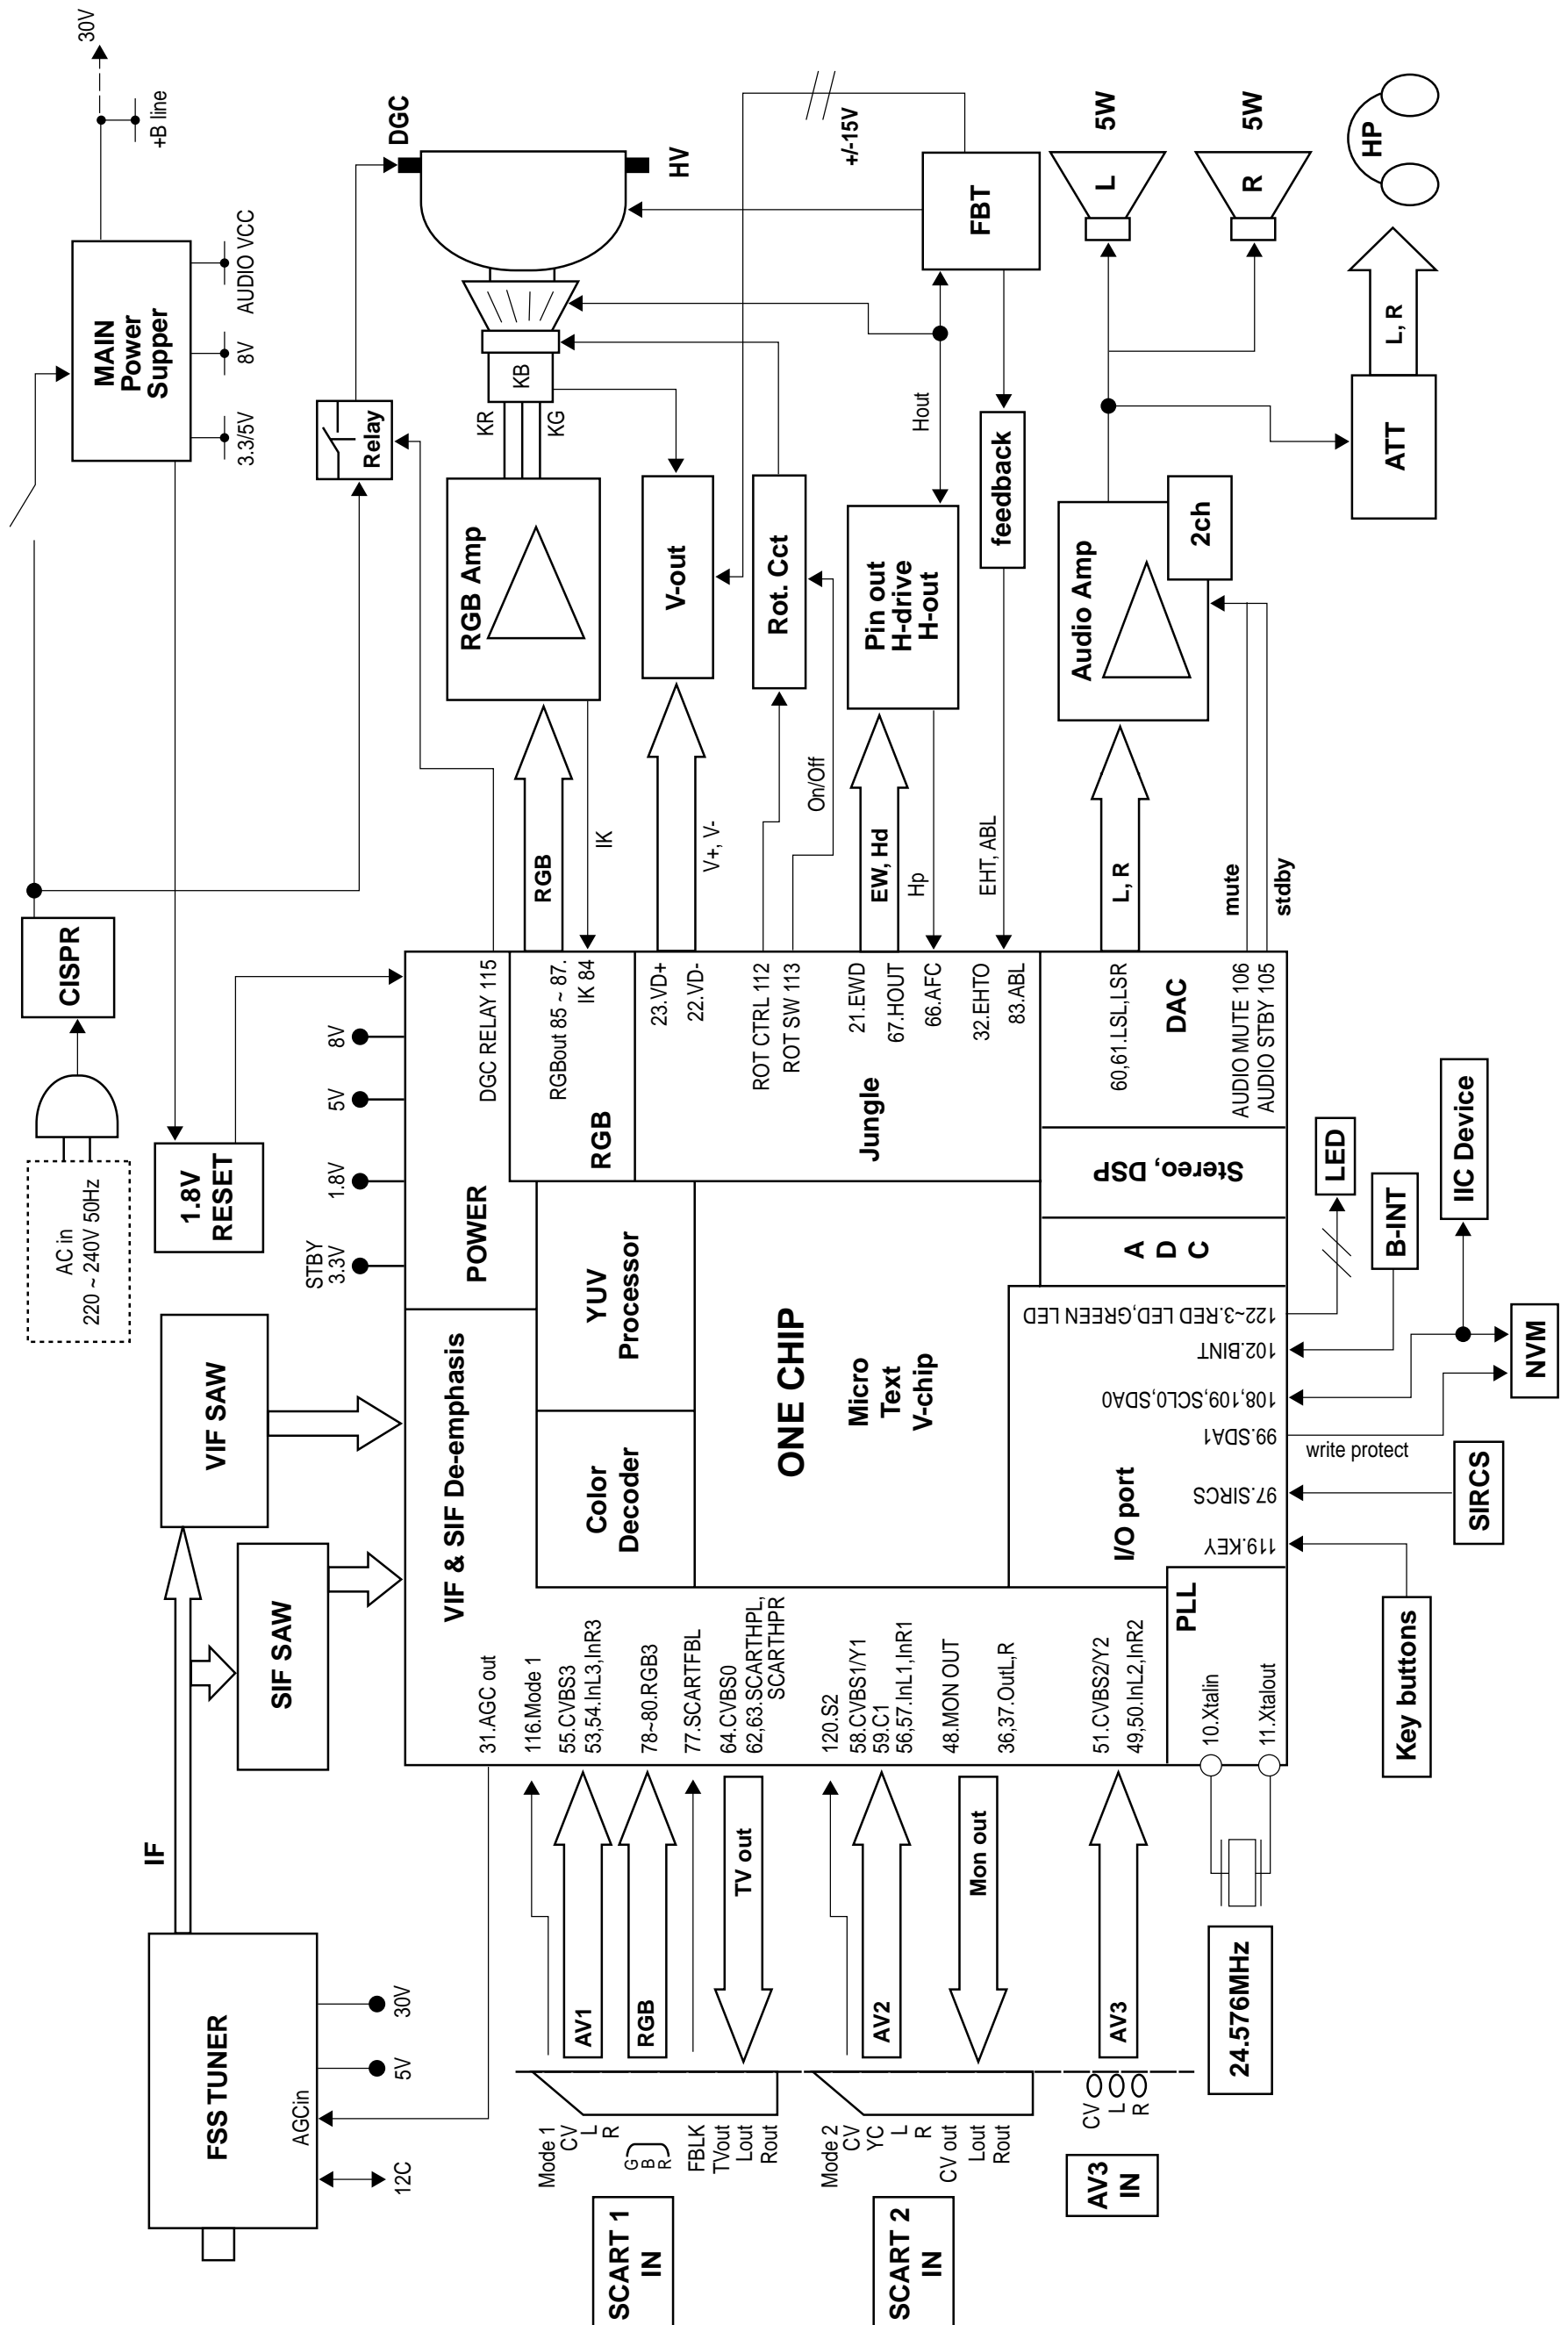 FSS TUNER
AGCin
12C
5V
30V
IF
SIF SAW
VIF SAW
AC in
220 ~ 240V 50Hz
CISPR
1.8V
RESET
MAIN
Power
Supper
3.3/5V
8V
AUDIO VCC
30V
+B line
STBY
3.3V
1.8V
5V
8V
Relay
DGC
HV
KR
KB
KG
RGB Amp
RGB
IK
V-out
V+, V-
Rot. Cct
On/Off
Pin out
H-drive
H-out
EW, Hd
Hp
Hout
feedback
EHT, ABL
FBT
+/-15V
Audio Amp
2ch
L, R
mute
stdby
L
5W
R
5W
ATT
L, R
HP
VIF & SIF De-emphasis
POWER
DGC RELAY 115
RGBout 85 ~ 87.
IK 84
RGB
23.VD+
22.VD-
ROT CTRL 112
ROT SW 113
21.EWD
67.HOUT
66.AFC
32.EHTO
83.ABL
Jungle
60,61.LSL,LSR
DAC
AUDIO MUTE 106
AUDIO STBY 105
Stereo, DSP
A
D
C
Color
Decoder
YUV
Processor
ONE CHIP
Micro
Text
V-chip
I/O port
PLL
31.AGC out
116.Mode 1
55.CVBS3
53,54.InL3,InR3
78~80.RGB3
77.SCARTFBL
64.CVBS0
62,63.SCARTHPL,
SCARTHPR
120.S2
58.CVBS1/Y1
59.C1
56,57.InL1,InR1
48.MON OUT
36,37.OutL,R
51.CVBS2/Y2
49,50.InL2,InR2
10.Xtalin
11.Xtalout
119.KEY
97.SIRCS
99.SDA1
108,109,SCL0,SDA0
102.BINT
122~3.RED LED,GREEN LED
Key buttons
SIRCS
write protect
NVM
B-INT
IIC Device
LED
24.576MHz
SCART 1
IN
Mode 1
CV
L
R
G
B
R
FBLK
TVout
Lout
Rout
AV1
RGB
TV out
SCART 2
IN
Mode 2
CV
YC
L
R
CV out
Lout
Rout
AV2
Mon out
AV3
IN
CV
L
R
AV3